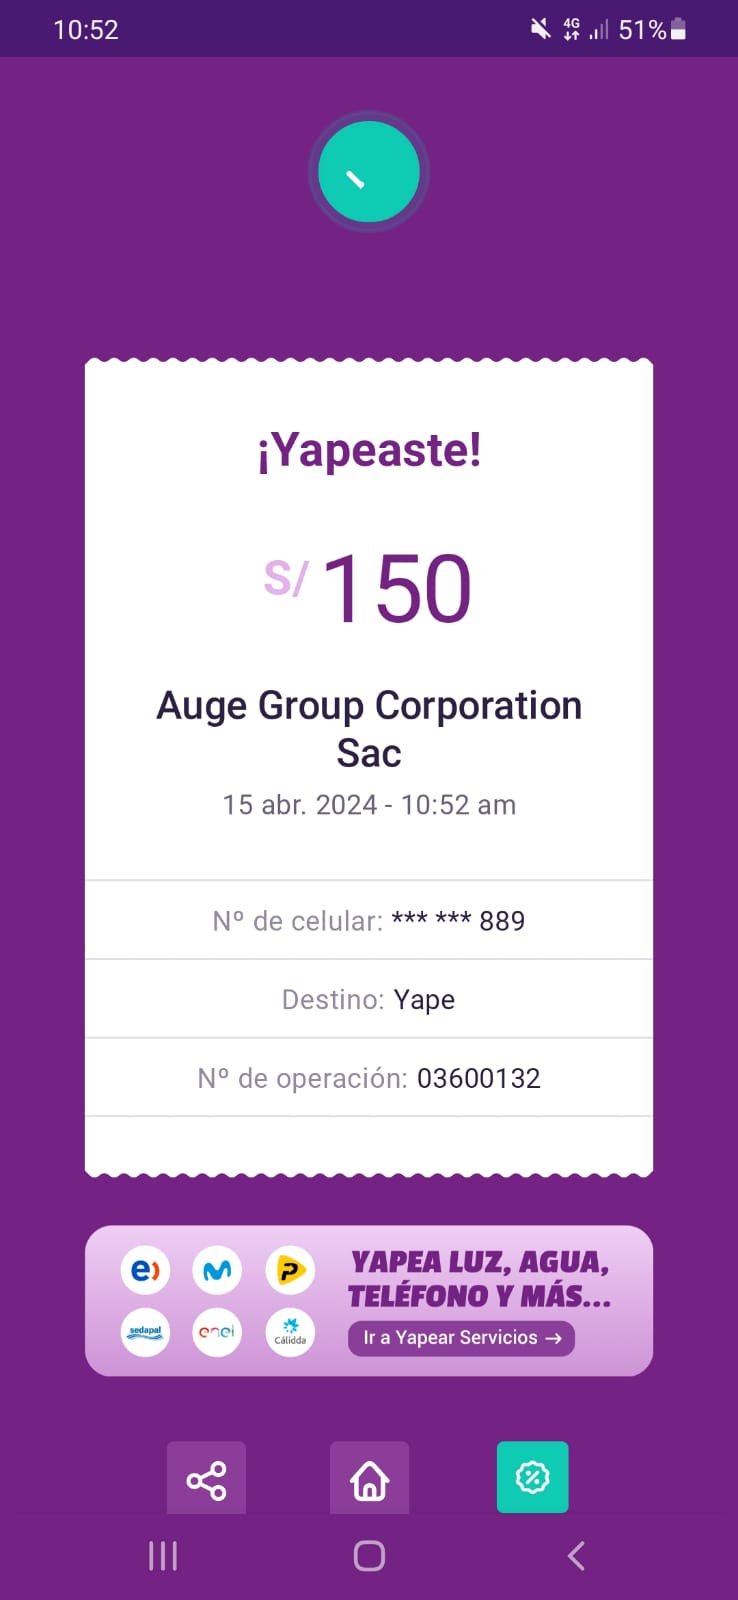 10:52 4G 51%
¡Yapeaste!
S/ 150
Auge Group Corporation
Sac
15 abr. 2024 - 10:52 am
Nº de celular: *** *** 889
Destino: Yape
Nº de operación: 03600132
YAPEA LUZ, AGUA,
TELÉFONO Y MÁS...
Ir a Yapear Servicios →
e) P
sedapal enel Cálidda